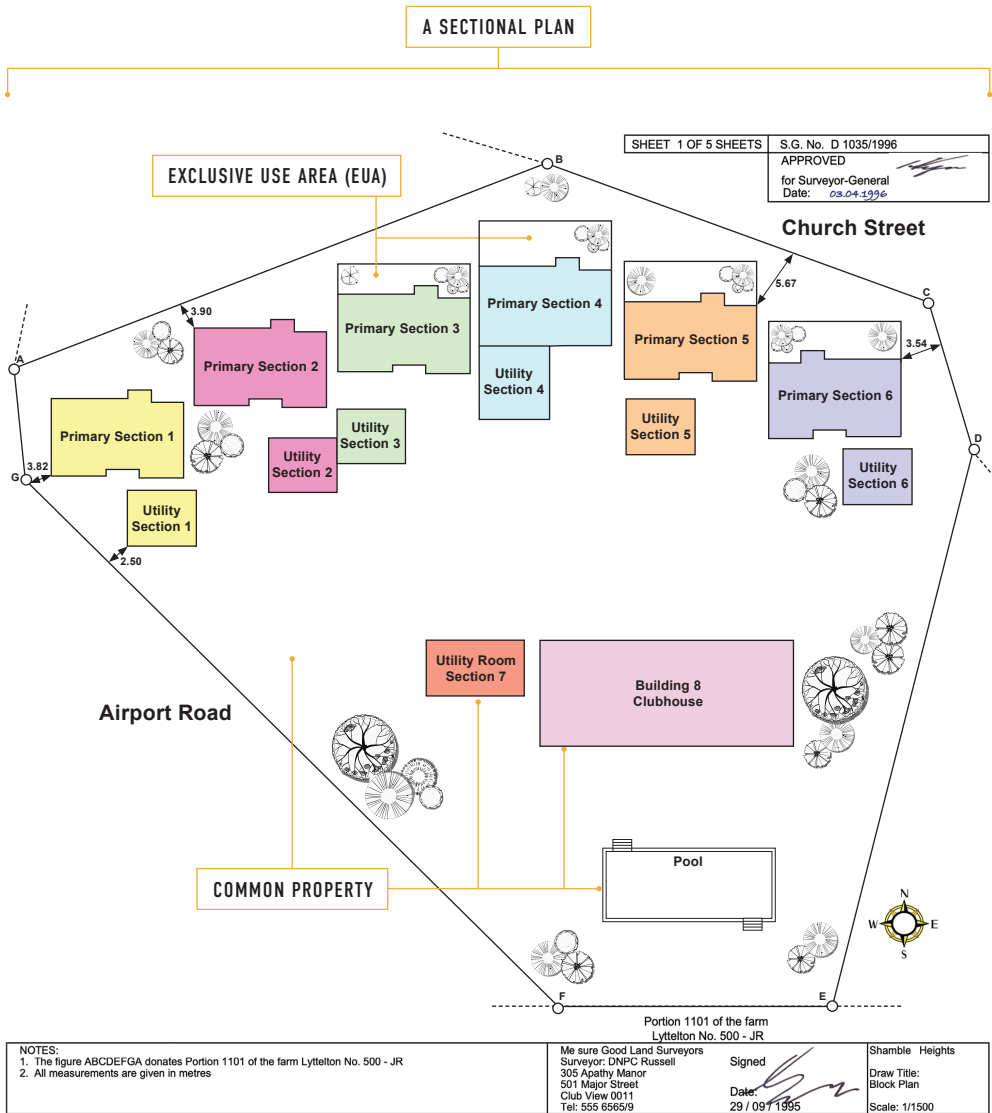 A SECTIONAL PLAN
SHEET 1 OF 5 SHEETS
S.G. No. D 1035/1996
APPROVED
for Surveyor-General
Date: 03.04.1996
EXCLUSIVE USE AREA (EUA)
B
Church Street
5.67
C
3.90
3.54
A
Primary Section 1
Primary Section 2
Primary Section 3
Primary Section 4
Primary Section 5
Primary Section 6
Utility
Section 4
Utility
Section 3
Utility
Section 5
Utility
Section 2
Utility
Section 6
D
3.82
G
Utility
Section 1
2.50
Utility Room
Section 7
Building 8
Clubhouse
Airport Road
Pool
COMMON PROPERTY
N
W
E
S
F
E
Portion 1101 of the farm
Lyttelton No. 500 - JR
NOTES:
1. The figure ABCDEFGA donates Portion 1101 of the farm Lyttelton No. 500 - JR
2. All measurements are given in metres
Me sure Good Land Surveyors
Surveyor: DNPC Russell
305 Apathy Manor
501 Major Street
Club View 0011
Tel: 555 6565/9
Signed
Date:
29 / 09 / 1995
Shamble Heights
Draw Title:
Block Plan
Scale: 1/1500